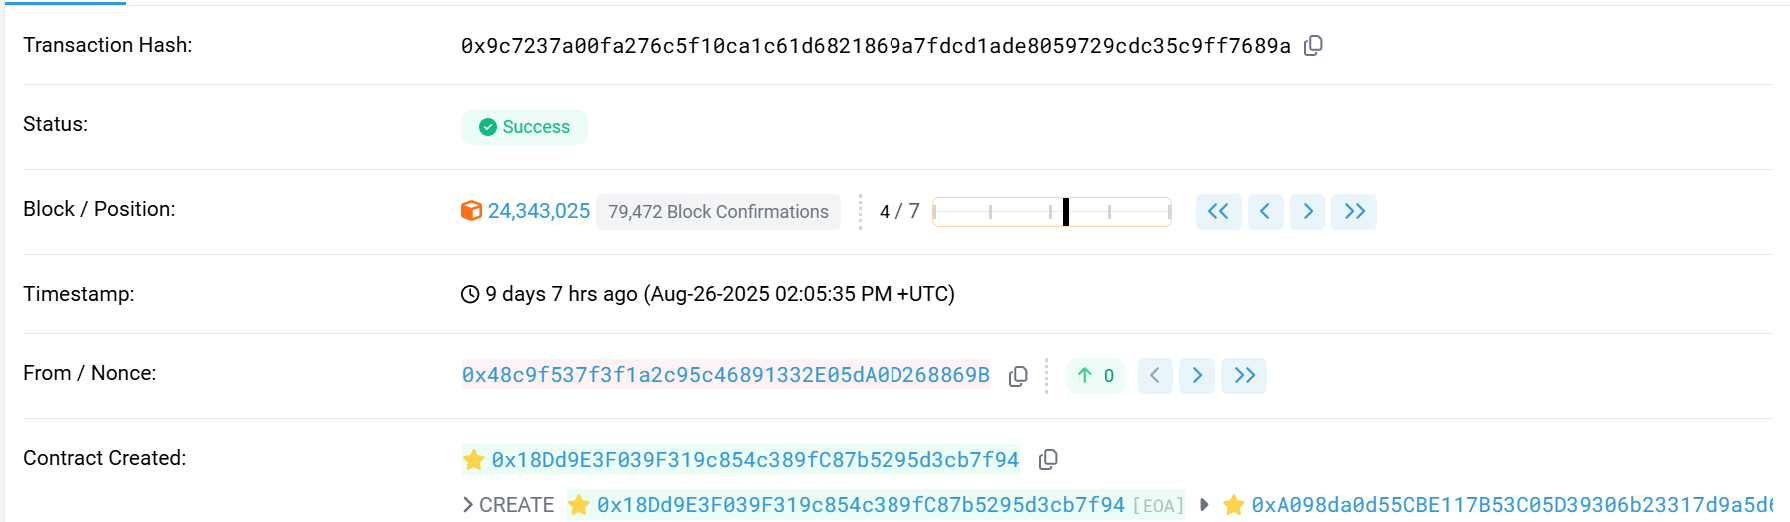 Transaction Hash: 0x9c7237a00fa276c5f10ca1c61d6821869a7fdcd1ade8059729cdc35c9ff7689a
Status: Success
Block / Position: 24,343,025 79,472 Block Confirmations 4 / 7
Timestamp: 9 days 7 hrs ago (Aug-26-2025 02:05:35 PM +UTC)
From / Nonce: 0x48c9f537f3f1a2c95c46891332E05dA0D268869B 0
Contract Created: 0x18Dd9E3F039F319c854c389fC87b5295d3cb7f94
CREATE 0x18Dd9E3F039F319c854c389fC87b5295d3cb7f94 [EOA] 0xA098da0d55CBE117B53C05D39306b23317d9a5d6